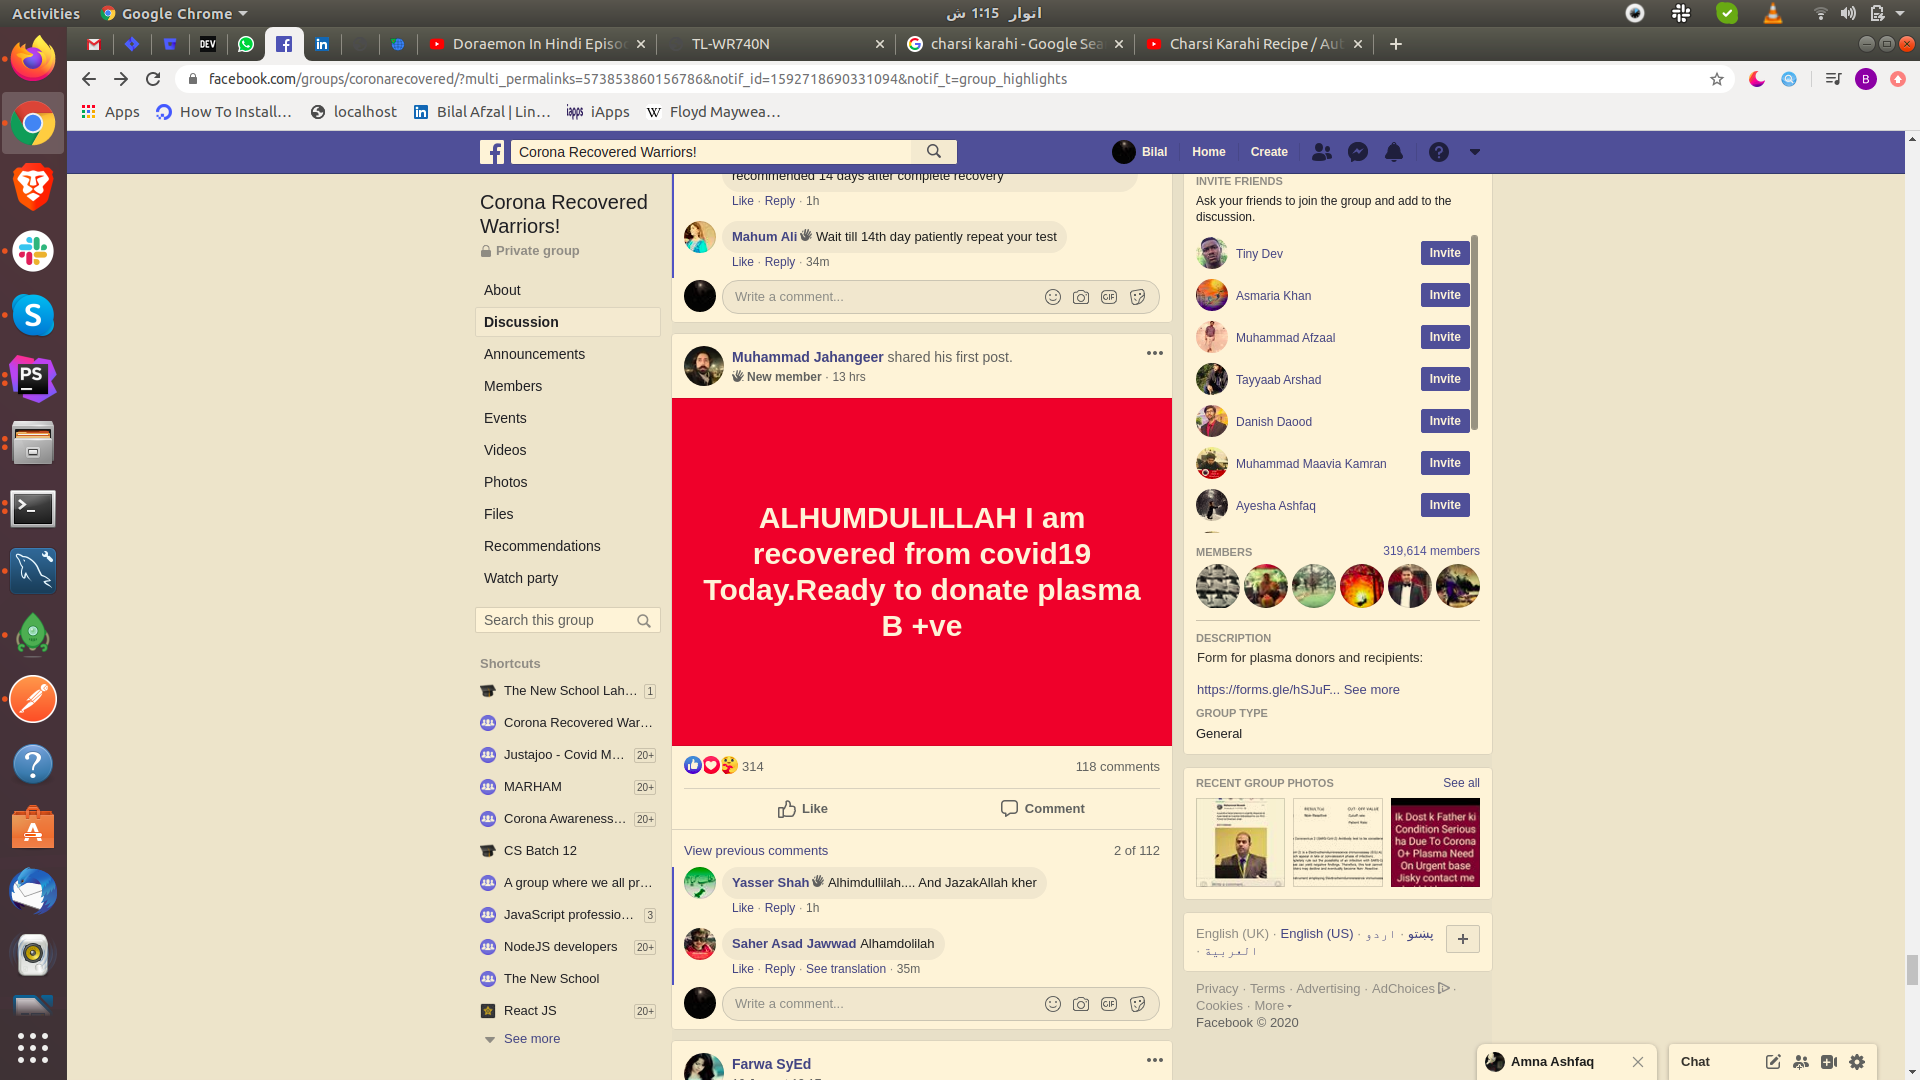 Activities
Google Chrome
اتوار 1:15 ش
Doraemon In Hindi Episo
TL-WR740N
charsi karahi - Google Sea
Charsi Karahi Recipe / Aut
facebook.com/groups/coronarecovered/?multi_permalinks=573853860156786&notif_id=1592718690331094&notif_t=group_highlights
Apps
How To Install…
localhost
Bilal Afzal | Lin…
iApps
Floyd Maywea…
Corona Recovered Warriors!
Bilal
Home
Create
Corona Recovered
Warriors!
Private group
About
Discussion
Announcements
Members
Events
Videos
Photos
Files
Recommendations
Watch party
Search this group
Shortcuts
The New School Lah… 1
Corona Recovered War…
Justajoo - Covid M… 20+
MARHAM 20+
Corona Awareness… 20+
CS Batch 12
A group where we all pr…
JavaScript professio… 3
NodeJS developers 20+
The New School
React JS 20+
See more
recommended 14 days after complete recovery
Like · Reply · 1h
Mahum Ali Wait till 14th day patiently repeat your test
Like · Reply · 34m
Write a comment...
GIF
Muhammad Jahangeer shared his first post.
New member · 13 hrs
ALHUMDULILLAH I am
recovered from covid19
Today.Ready to donate plasma
B +ve
314
118 comments
Like
Comment
View previous comments
2 of 112
Yasser Shah Alhimdullilah.... And JazakAllah kher
Like · Reply · 1h
Saher Asad Jawwad Alhamdolilah
Like · Reply · See translation · 35m
Write a comment...
GIF
Farwa SyEd
INVITE FRIENDS
Ask your friends to join the group and add to the
discussion.
Tiny Dev Invite
Asmaria Khan Invite
Muhammad Afzaal Invite
Tayyaab Arshad Invite
Danish Daood Invite
Muhammad Maavia Kamran Invite
Ayesha Ashfaq Invite
MEMBERS
319,614 members
DESCRIPTION
Form for plasma donors and recipients:
https://forms.gle/hSJuF... See more
GROUP TYPE
General
RECENT GROUP PHOTOS
See all
Ik Dost k Father ki
Condition Serious
ha Due To Corona
O+ Plasma Need
On Urgent base
Jisky contact me
English (UK) · English (US) · اردو · پښتو ·
العربية
Privacy · Terms · Advertising · AdChoices ·
Cookies · More
Facebook © 2020
Amna Ashfaq
Chat